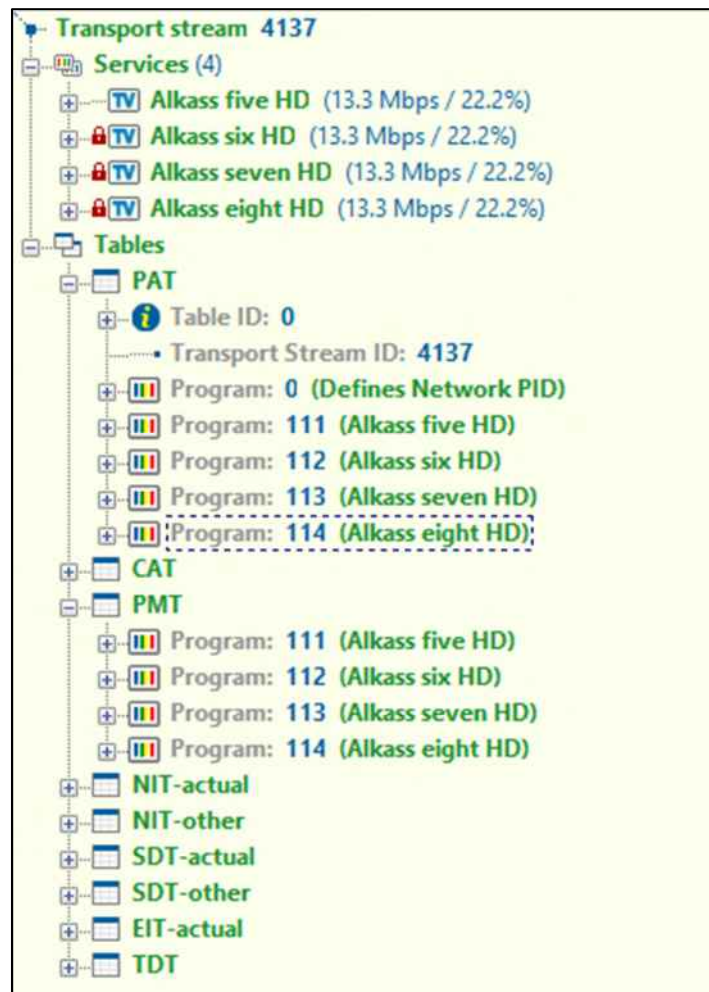 Transport stream 4137
Services (4)
TV Alkass five HD (13.3 Mbps / 22.2%)
TV Alkass six HD (13.3 Mbps / 22.2%)
TV Alkass seven HD (13.3 Mbps / 22.2%)
TV Alkass eight HD (13.3 Mbps / 22.2%)
Tables
PAT
Table ID: 0
Transport Stream ID: 4137
Program: 0 (Defines Network PID)
Program: 111 (Alkass five HD)
Program: 112 (Alkass six HD)
Program: 113 (Alkass seven HD)
Program: 114 (Alkass eight HD)
CAT
PMT
Program: 111 (Alkass five HD)
Program: 112 (Alkass six HD)
Program: 113 (Alkass seven HD)
Program: 114 (Alkass eight HD)
NIT-actual
NIT-other
SDT-actual
SDT-other
EIT-actual
TDT